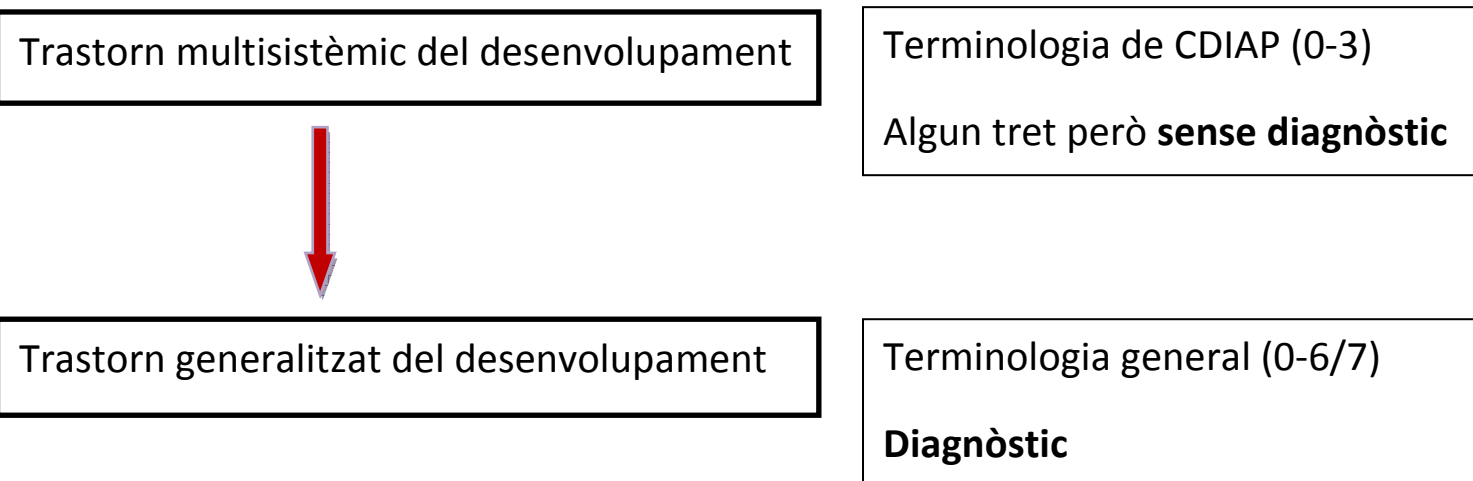 Trastorn multisistèmic del desenvolupament
Terminologia de CDIAP (0-3)
Algun tret però sense diagnòstic
Trastorn generalitzat del desenvolupament
Terminologia general (0-6/7)
Diagnòstic